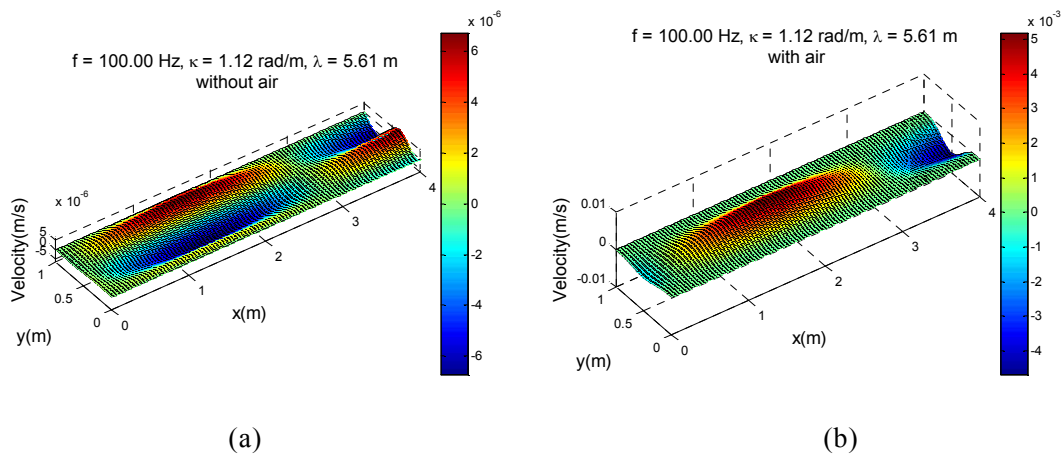 f = 100.00 Hz, κ = 1.12 rad/m, λ = 5.61 m
without air
x 10⁻⁶
6
4
2
0
-2
-4
-6
x 10⁻⁶
5
0
-5
Velocity(m/s)
1
0.5
0
y(m)
0
1
2
3
4
x(m)
(a)
f = 100.00 Hz, κ = 1.12 rad/m, λ = 5.61 m
with air
x 10⁻³
5
4
3
2
1
0
-1
-2
-3
-4
0.01
0
-0.01
Velocity(m/s)
1
0.5
0
y(m)
0
1
2
3
4
x(m)
(b)